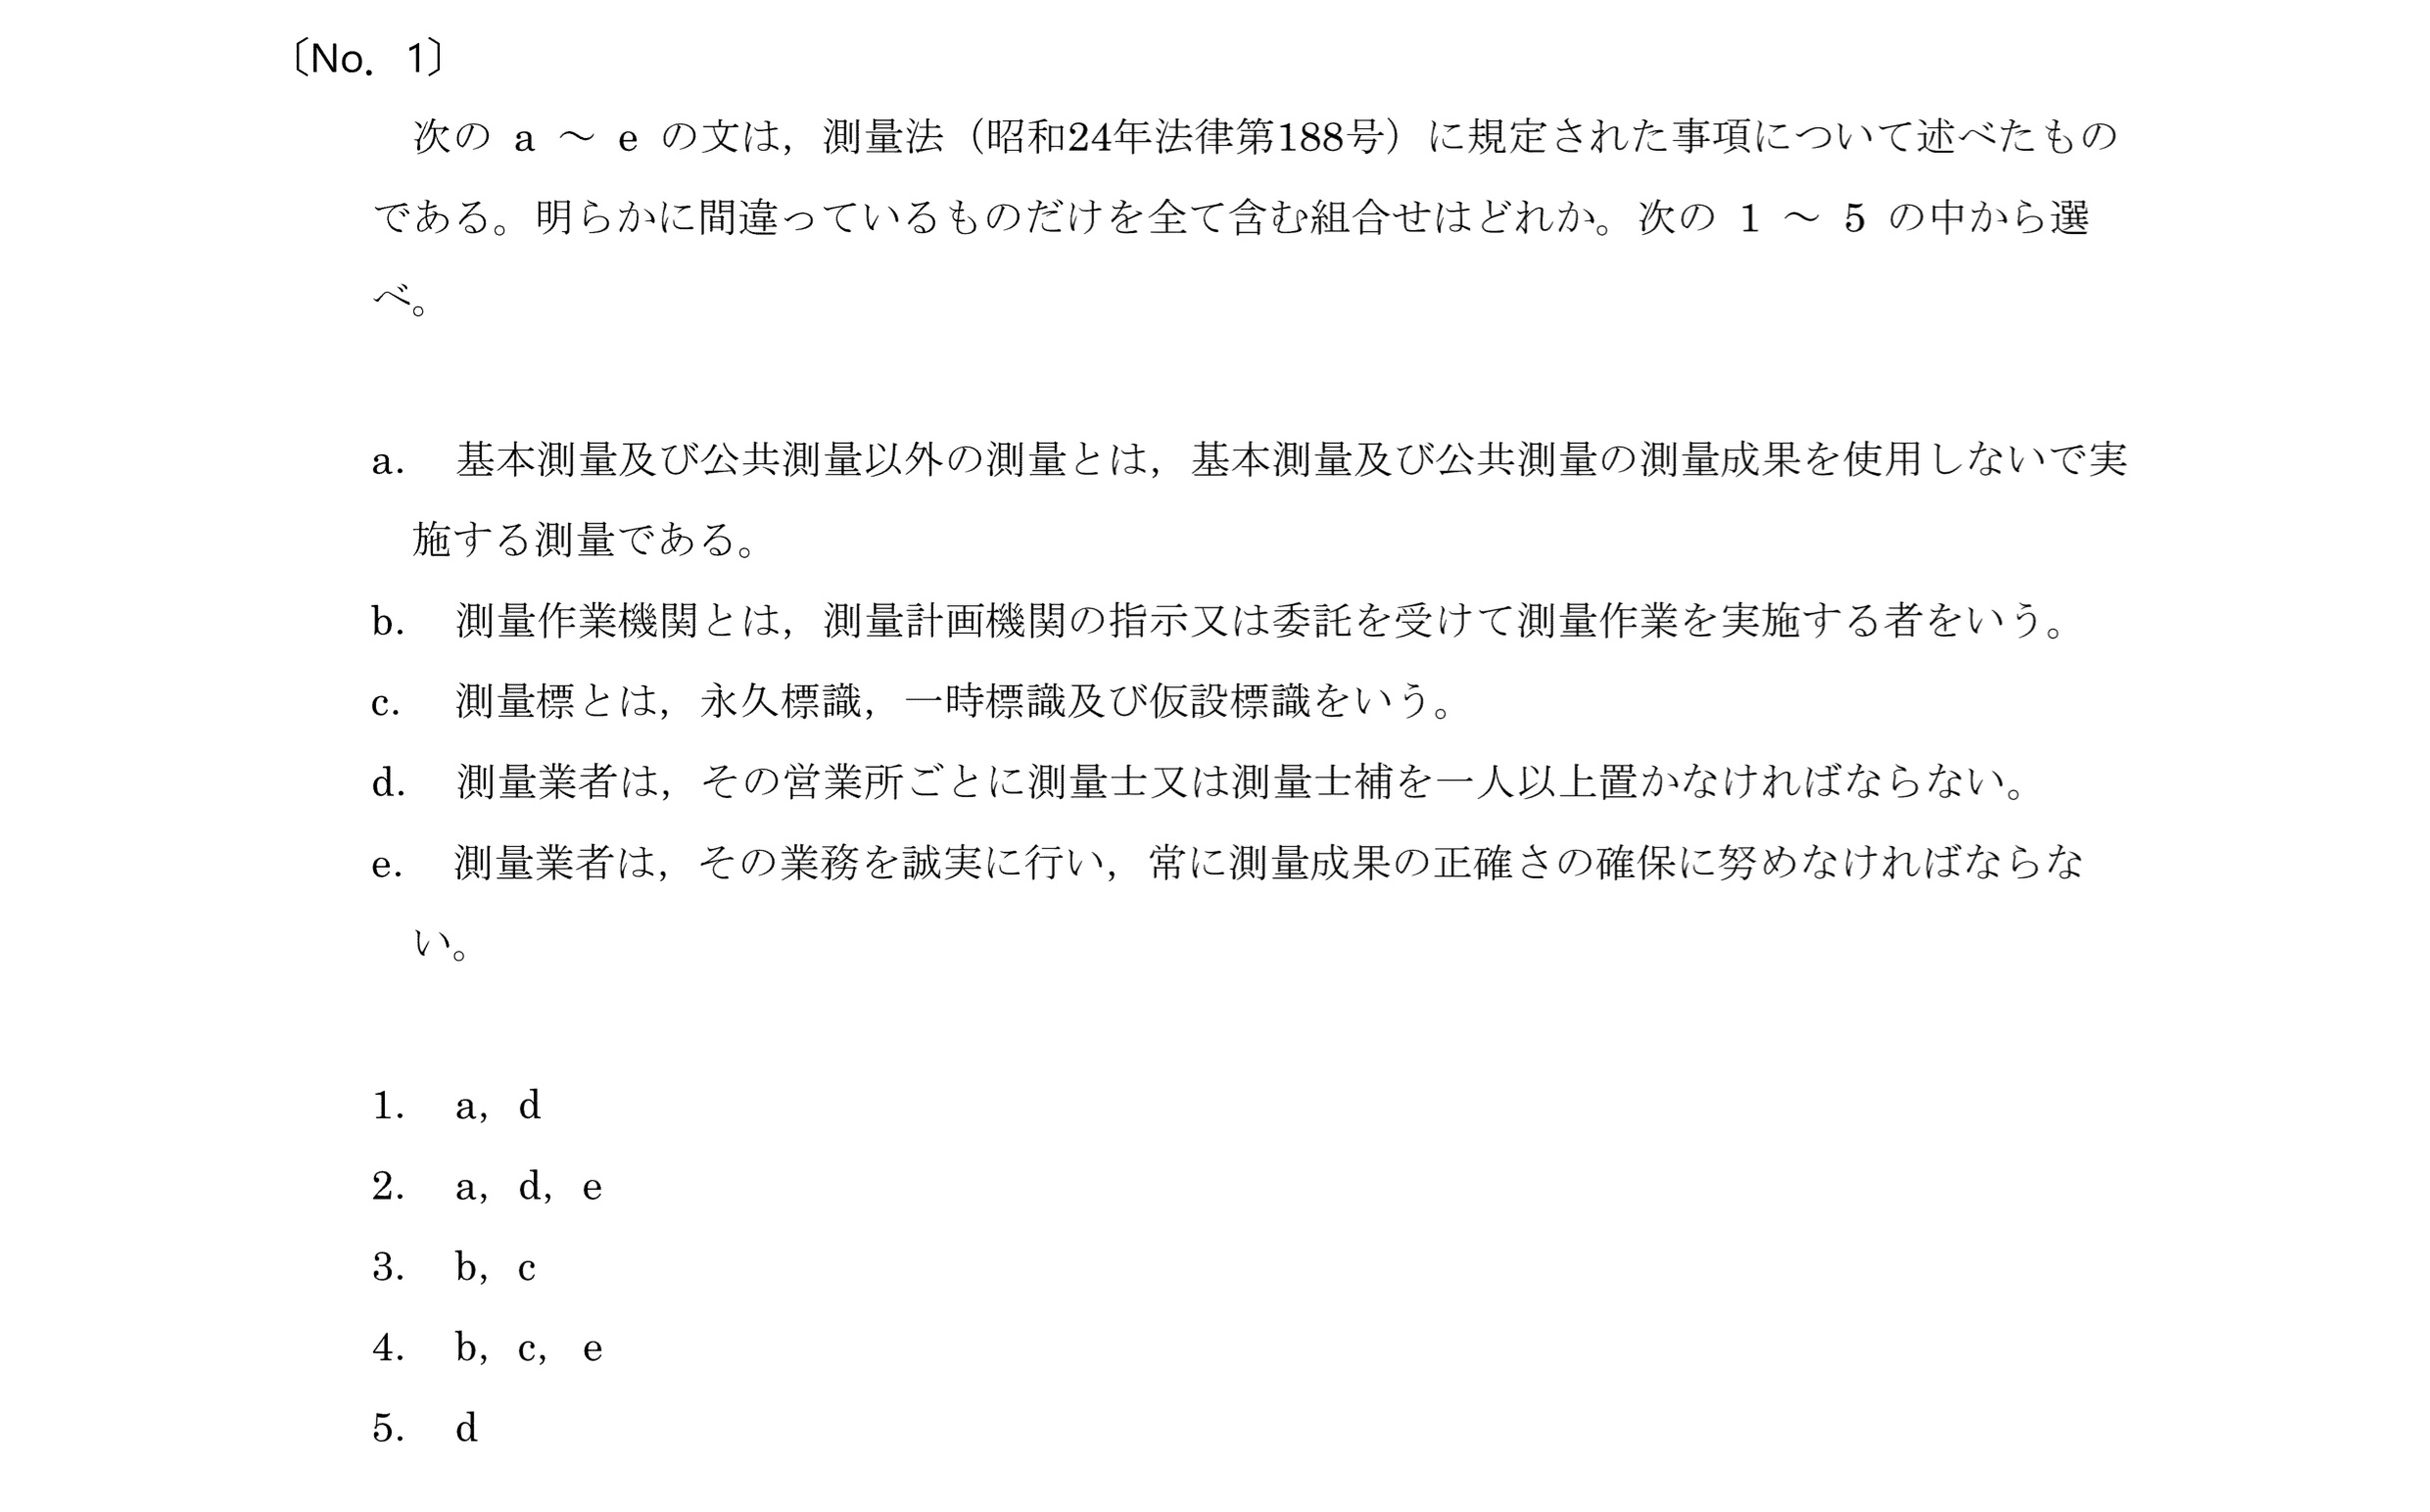 〔No. 1〕
次の a ～ e の文は，測量法（昭和24年法律第188号）に規定された事項について述べたもの
である。明らかに間違っているものだけを全て含む組合せはどれか。次の 1 ～ 5 の中から選
べ。
a. 基本測量及び公共測量以外の測量とは，基本測量及び公共測量の測量成果を使用しないで実
施する測量である。
b. 測量作業機関とは，測量計画機関の指示又は委託を受けて測量作業を実施する者をいう。
c. 測量標とは，永久標識，一時標識及び仮設標識をいう。
d. 測量業者は，その営業所ごとに測量士又は測量士補を一人以上置かなければならない。
e. 測量業者は，その業務を誠実に行い，常に測量成果の正確さの確保に努めなければならな
い。
1. a，d
2. a，d，e
3. b，c
4. b，c，e
5. d